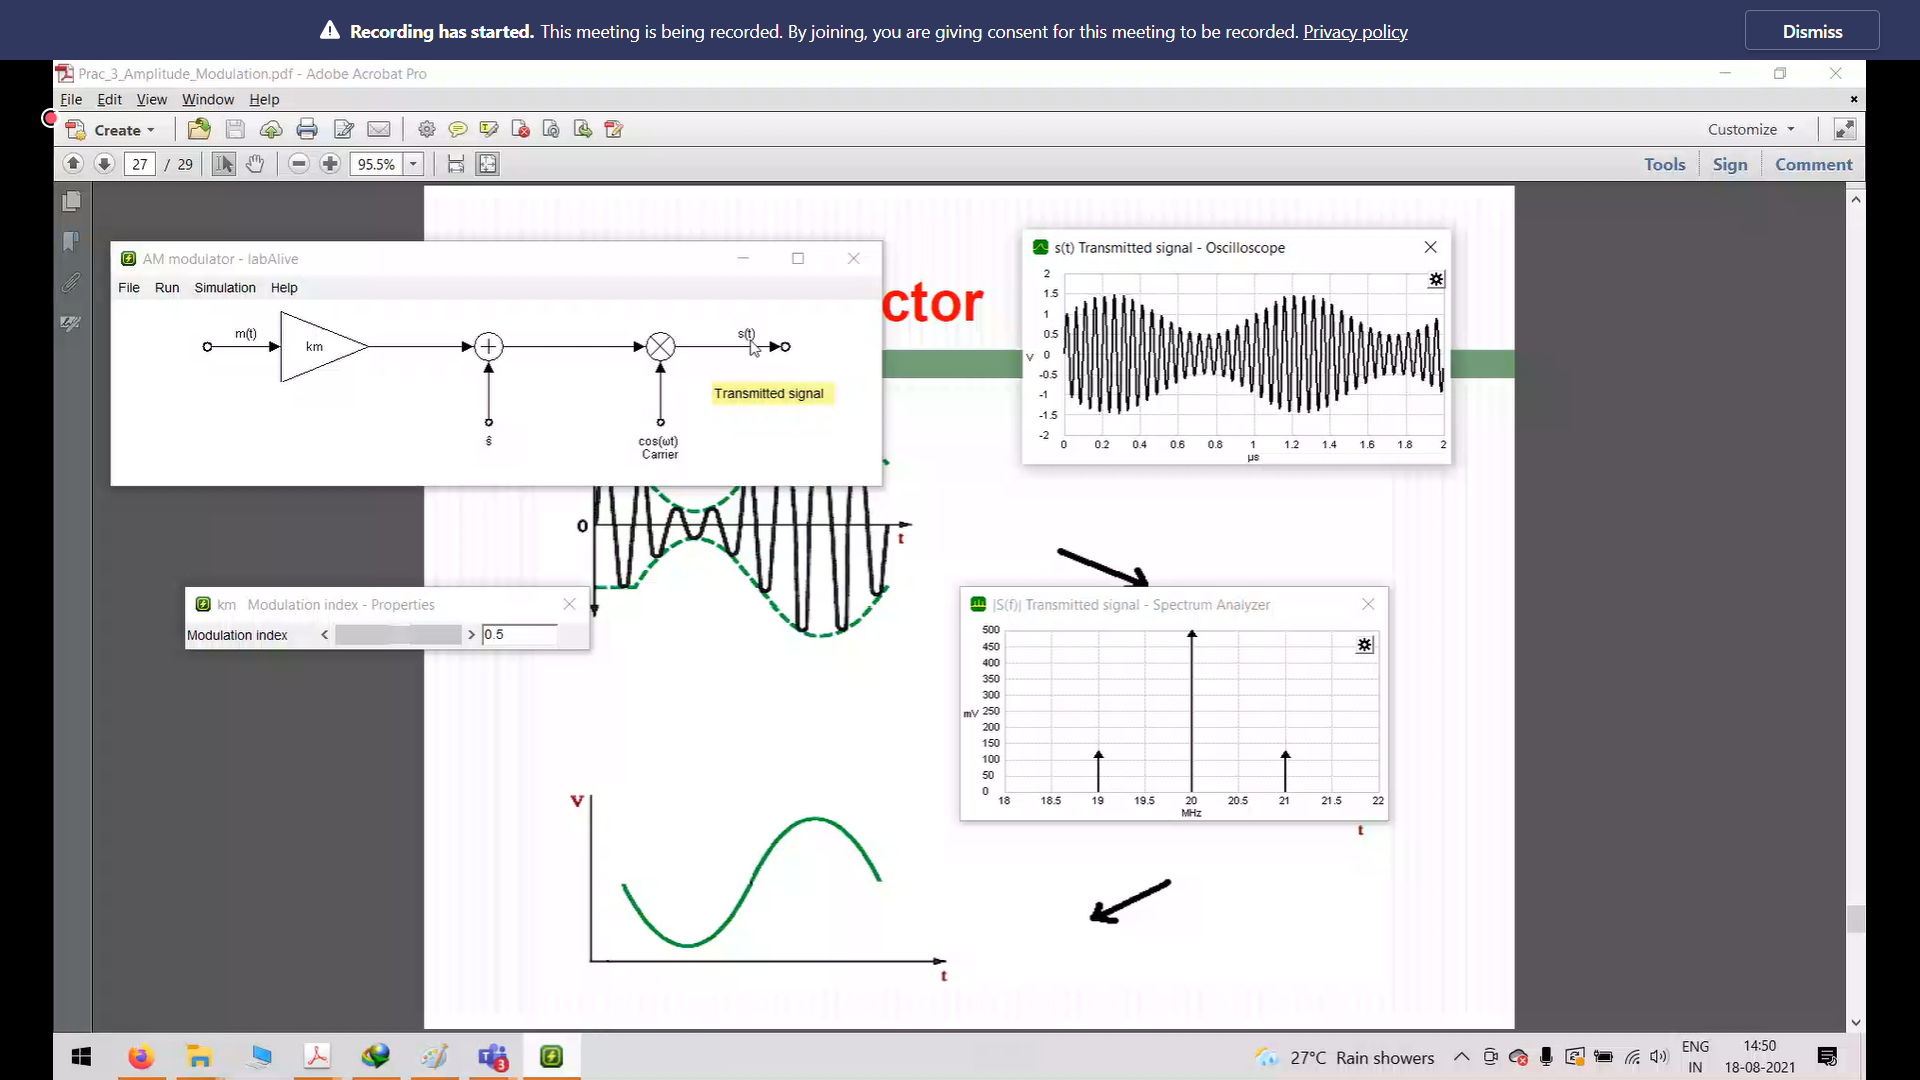 Recording has started. This meeting is being recorded. By joining, you are giving consent for this meeting to be recorded. Privacy policy
Dismiss
Prac_3_Amplitude_Modulation.pdf - Adobe Acrobat Pro
File Edit View Window Help
Create
Customize
27 / 29
95.5%
Tools Sign Comment
AM modulator - labAlive
File Run Simulation Help
m(t)
km
s(t)
ŝ
cos(ωt)
Carrier
Transmitted signal
ctor
s(t) Transmitted signal - Oscilloscope
2
1.5
1
0.5
V 0
-0.5
-1
-1.5
-2
0 0.2 0.4 0.6 0.8 1 1.2 1.4 1.6 1.8 2
µs
0
t
km Modulation index - Properties
Modulation index < > 0.5
|S(f)| Transmitted signal - Spectrum Analyzer
500
450
400
350
300
mV 250
200
150
100
50
0
18 18.5 19 19.5 20 20.5 21 21.5 22
MHz
t
V
t
3
27°C Rain showers
ENG
IN
14:50
18-08-2021